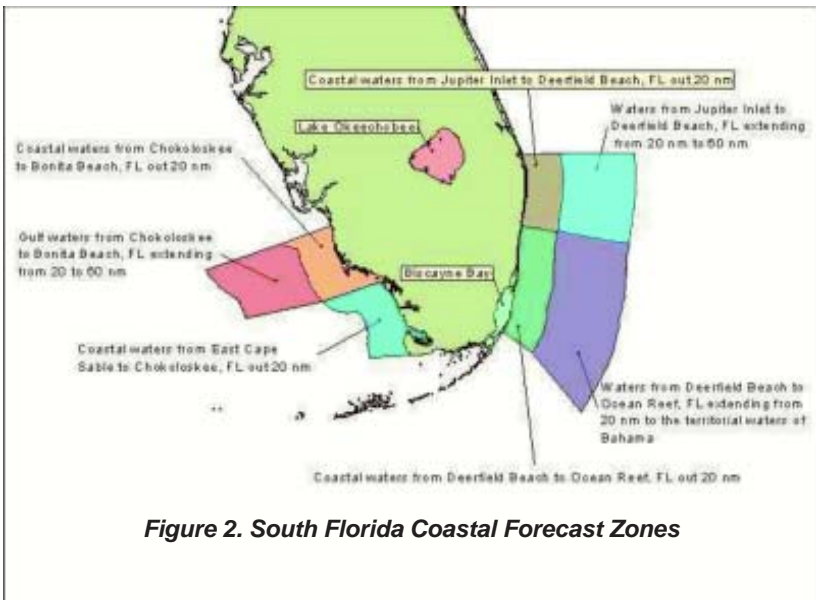 Coastal waters from Jupiter Inlet to Deerfield Beach, FL out 20 nm
Waters from Jupiter Inlet to
Deerfield Beach, FL extending
from 20 nm to 60 nm
Lake Okeechobee
Coastal waters from Chokoloskee
to Bonita Beach, FL out 20 nm
Gulf waters from Chokoloskee
to Bonita Beach, FL extending
from 20 to 60 nm
Biscayne Bay
Coastal waters from East Cape
Sable to Chokoloskee, FL out 20 nm
Waters from Deerfield Beach to
Ocean Reef, FL extending from
20 nm to the territorial waters of
Bahama
Coastal waters from Deerfield Beach to Ocean Reef, FL out 20 nm
Figure 2. South Florida Coastal Forecast Zones